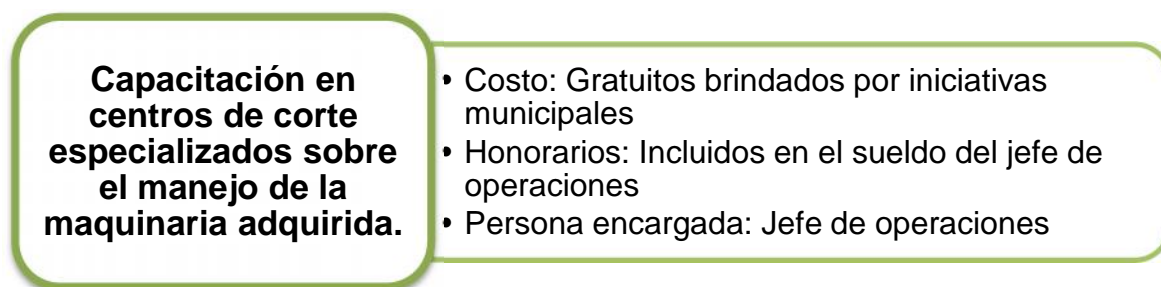 Capacitación en
centros de corte
especializados sobre
el manejo de la
maquinaria adquirida.
• Costo: Gratuitos brindados por iniciativas
municipales
• Honorarios: Incluidos en el sueldo del jefe de
operaciones
• Persona encargada: Jefe de operaciones